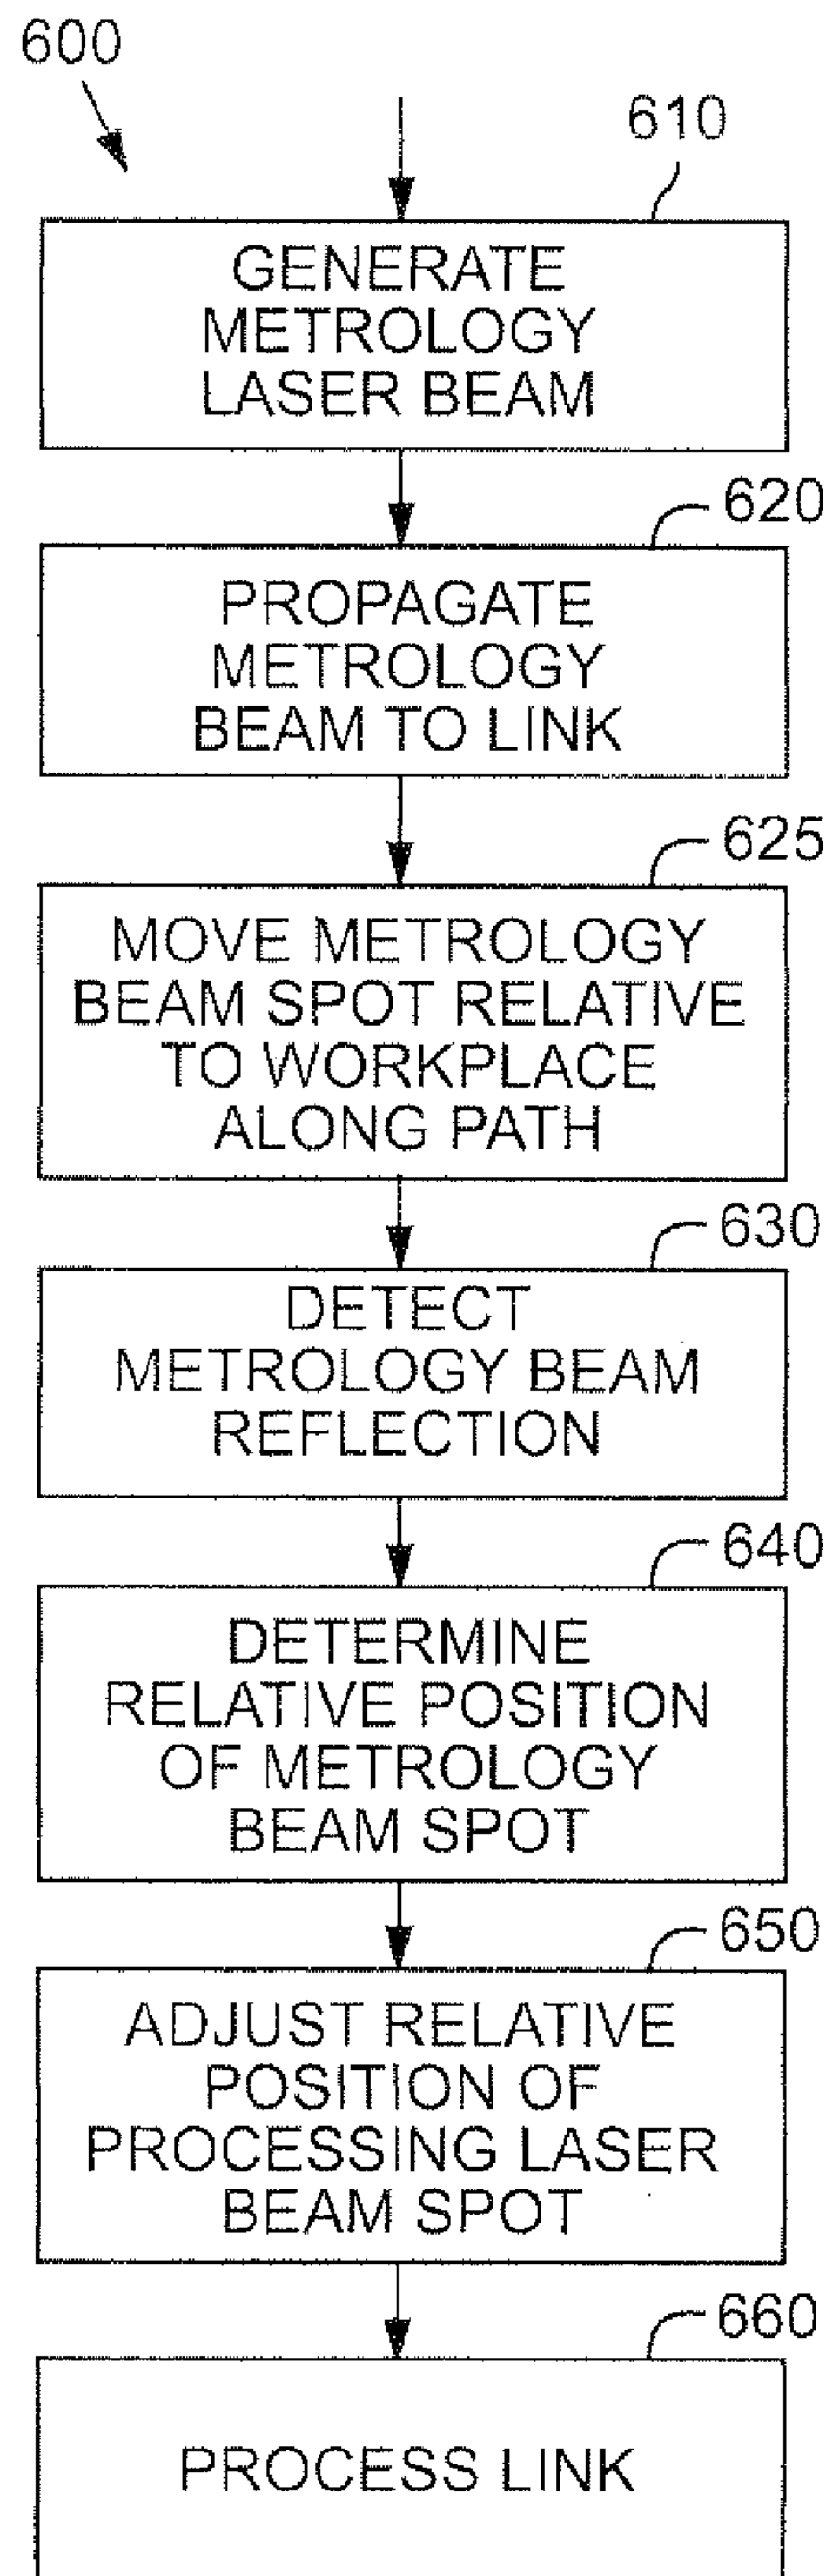 600
610
GENERATE
METROLOGY
LASER BEAM
620
PROPAGATE
METROLOGY
BEAM TO LINK
625
MOVE METROLOGY
BEAM SPOT RELATIVE
TO WORKPLACE
ALONG PATH
630
DETECT
METROLOGY BEAM
REFLECTION
640
DETERMINE
RELATIVE POSITION
OF METROLOGY
BEAM SPOT
650
ADJUST RELATIVE
POSITION OF
PROCESSING LASER
BEAM SPOT
660
PROCESS LINK